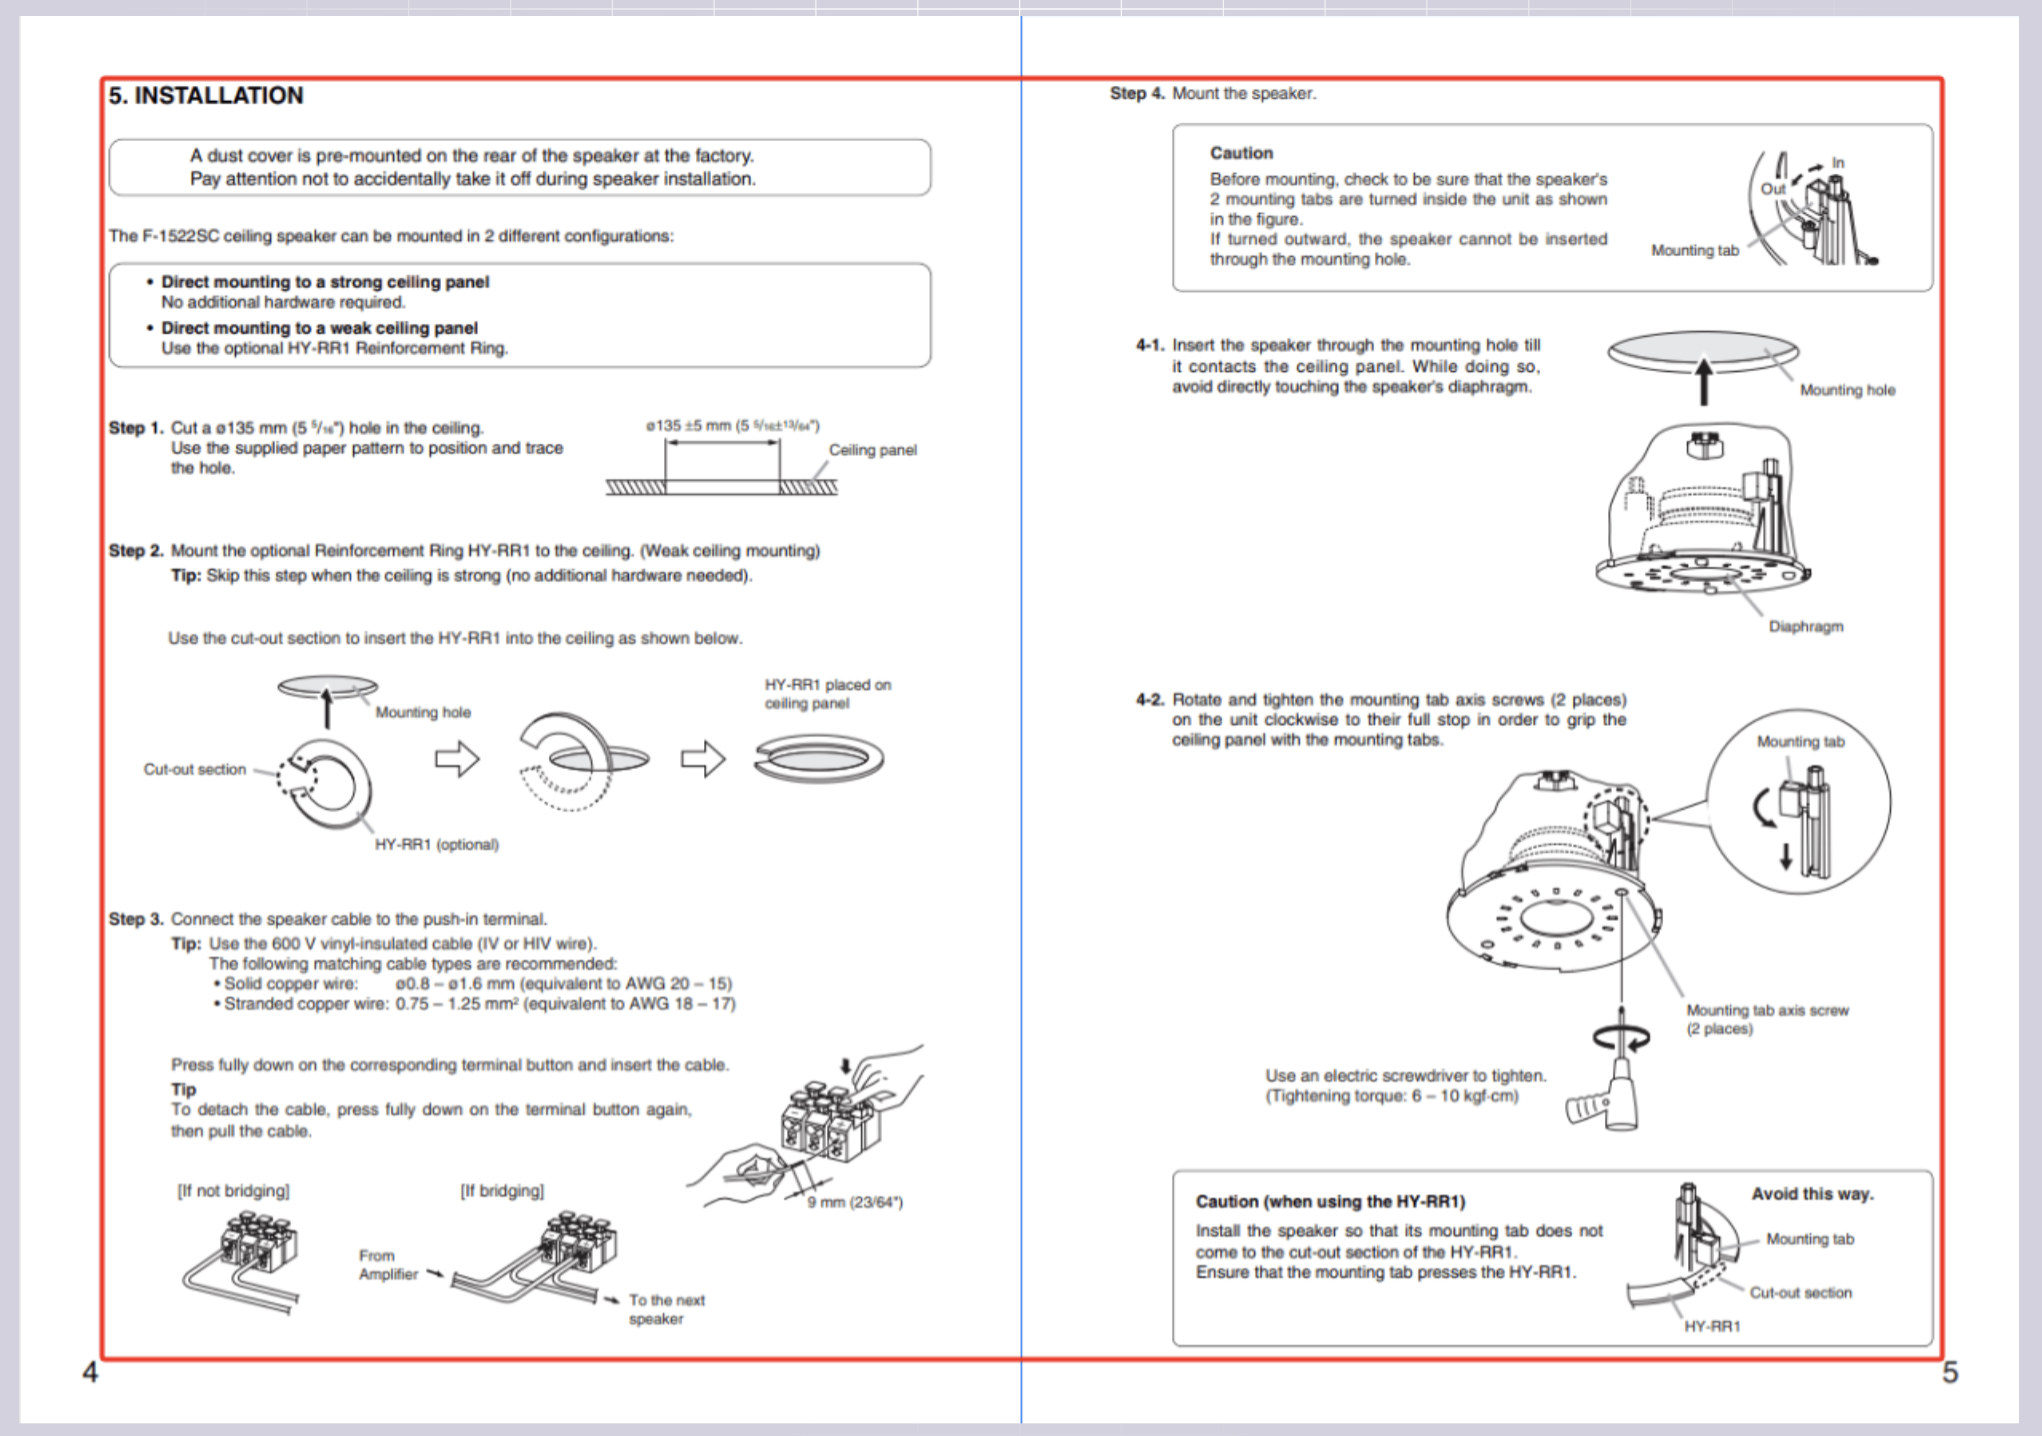 5. INSTALLATION
A dust cover is pre-mounted on the rear of the speaker at the factory.
Pay attention not to accidentally take it off during speaker installation.
The F-1522SC ceiling speaker can be mounted in 2 different configurations:
• Direct mounting to a strong ceiling panel
No additional hardware required.
• Direct mounting to a weak ceiling panel
Use the optional HY-RR1 Reinforcement Ring.
Step 1. Cut a ø135 mm (5 5/16") hole in the ceiling.
Use the supplied paper pattern to position and trace
the hole.
ø135 ±5 mm (5 5/16±13/64")
Ceiling panel
Step 2. Mount the optional Reinforcement Ring HY-RR1 to the ceiling. (Weak ceiling mounting)
Tip: Skip this step when the ceiling is strong (no additional hardware needed).
Use the cut-out section to insert the HY-RR1 into the ceiling as shown below.
Mounting hole
Cut-out section
HY-RR1 (optional)
HY-RR1 placed on
ceiling panel
Step 3. Connect the speaker cable to the push-in terminal.
Tip: Use the 600 V vinyl-insulated cable (IV or HIV wire).
The following matching cable types are recommended:
• Solid copper wire: ø0.8 – ø1.6 mm (equivalent to AWG 20 – 15)
• Stranded copper wire: 0.75 – 1.25 mm² (equivalent to AWG 18 – 17)
Press fully down on the corresponding terminal button and insert the cable.
Tip
To detach the cable, press fully down on the terminal button again,
then pull the cable.
9 mm (23/64")
[If not bridging]
[If bridging]
From
Amplifier
To the next
speaker
4
Step 4. Mount the speaker.
Caution
Before mounting, check to be sure that the speaker's
2 mounting tabs are turned inside the unit as shown
in the figure.
If turned outward, the speaker cannot be inserted
through the mounting hole.
In
Out
Mounting tab
4-1. Insert the speaker through the mounting hole till
it contacts the ceiling panel. While doing so,
avoid directly touching the speaker's diaphragm.
Mounting hole
Diaphragm
4-2. Rotate and tighten the mounting tab axis screws (2 places)
on the unit clockwise to their full stop in order to grip the
ceiling panel with the mounting tabs.
Mounting tab
Mounting tab axis screw
(2 places)
Use an electric screwdriver to tighten.
(Tightening torque: 6 – 10 kgf·cm)
Caution (when using the HY-RR1)
Install the speaker so that its mounting tab does not
come to the cut-out section of the HY-RR1.
Ensure that the mounting tab presses the HY-RR1.
Avoid this way.
Mounting tab
Cut-out section
HY-RR1
5